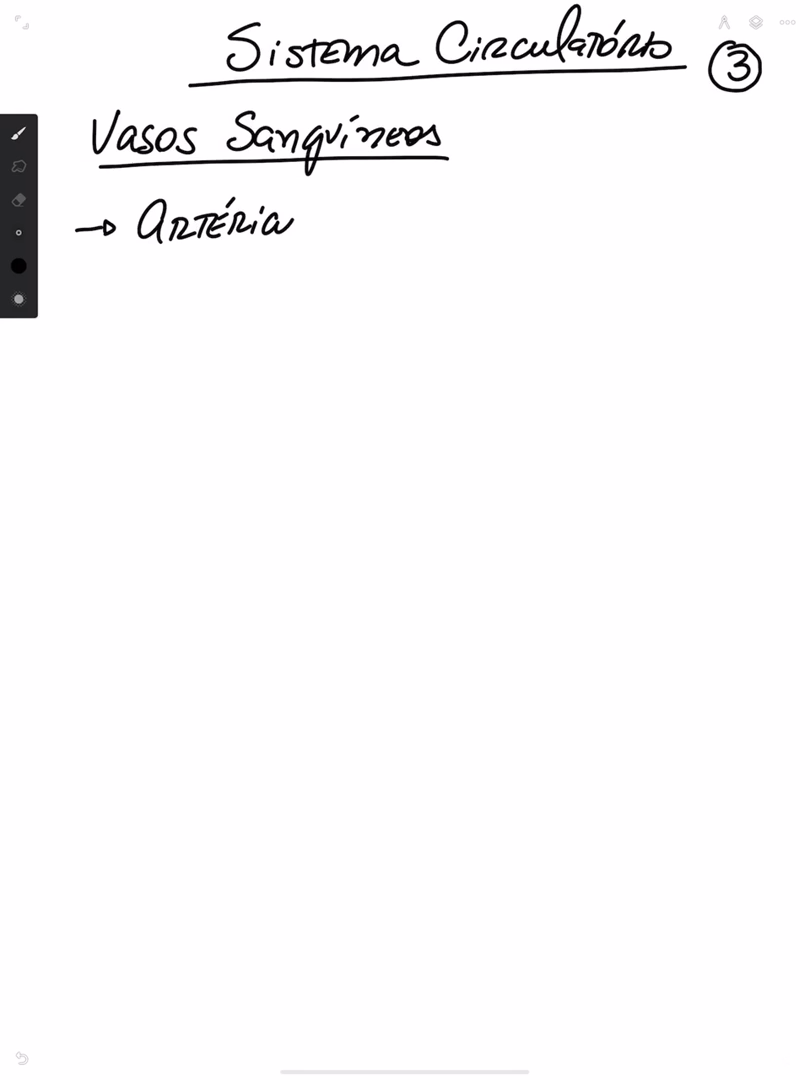 Sistema Circulatório ③
Vasos Sanguíneos
→ Artéria